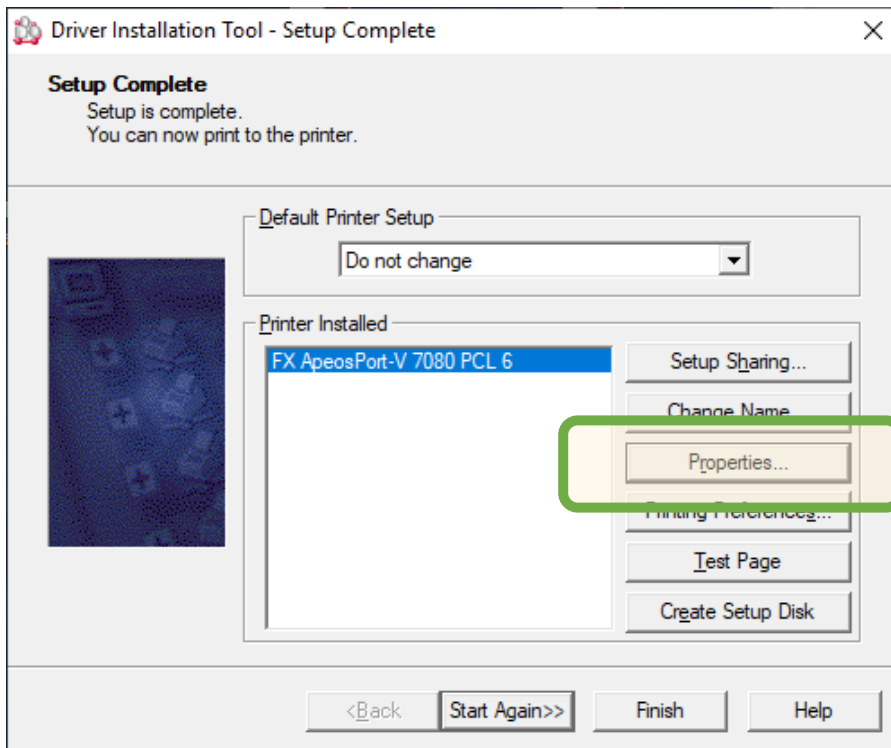 Driver Installation Tool - Setup Complete
Setup Complete
Setup is complete.
You can now print to the printer.
Default Printer Setup
Do not change
Printer Installed
FX ApeosPort-V 7080 PCL 6
Setup Sharing...
Change Name...
Properties...
Printing Preferences...
Test Page
Create Setup Disk
<Back
Start Again>>
Finish
Help